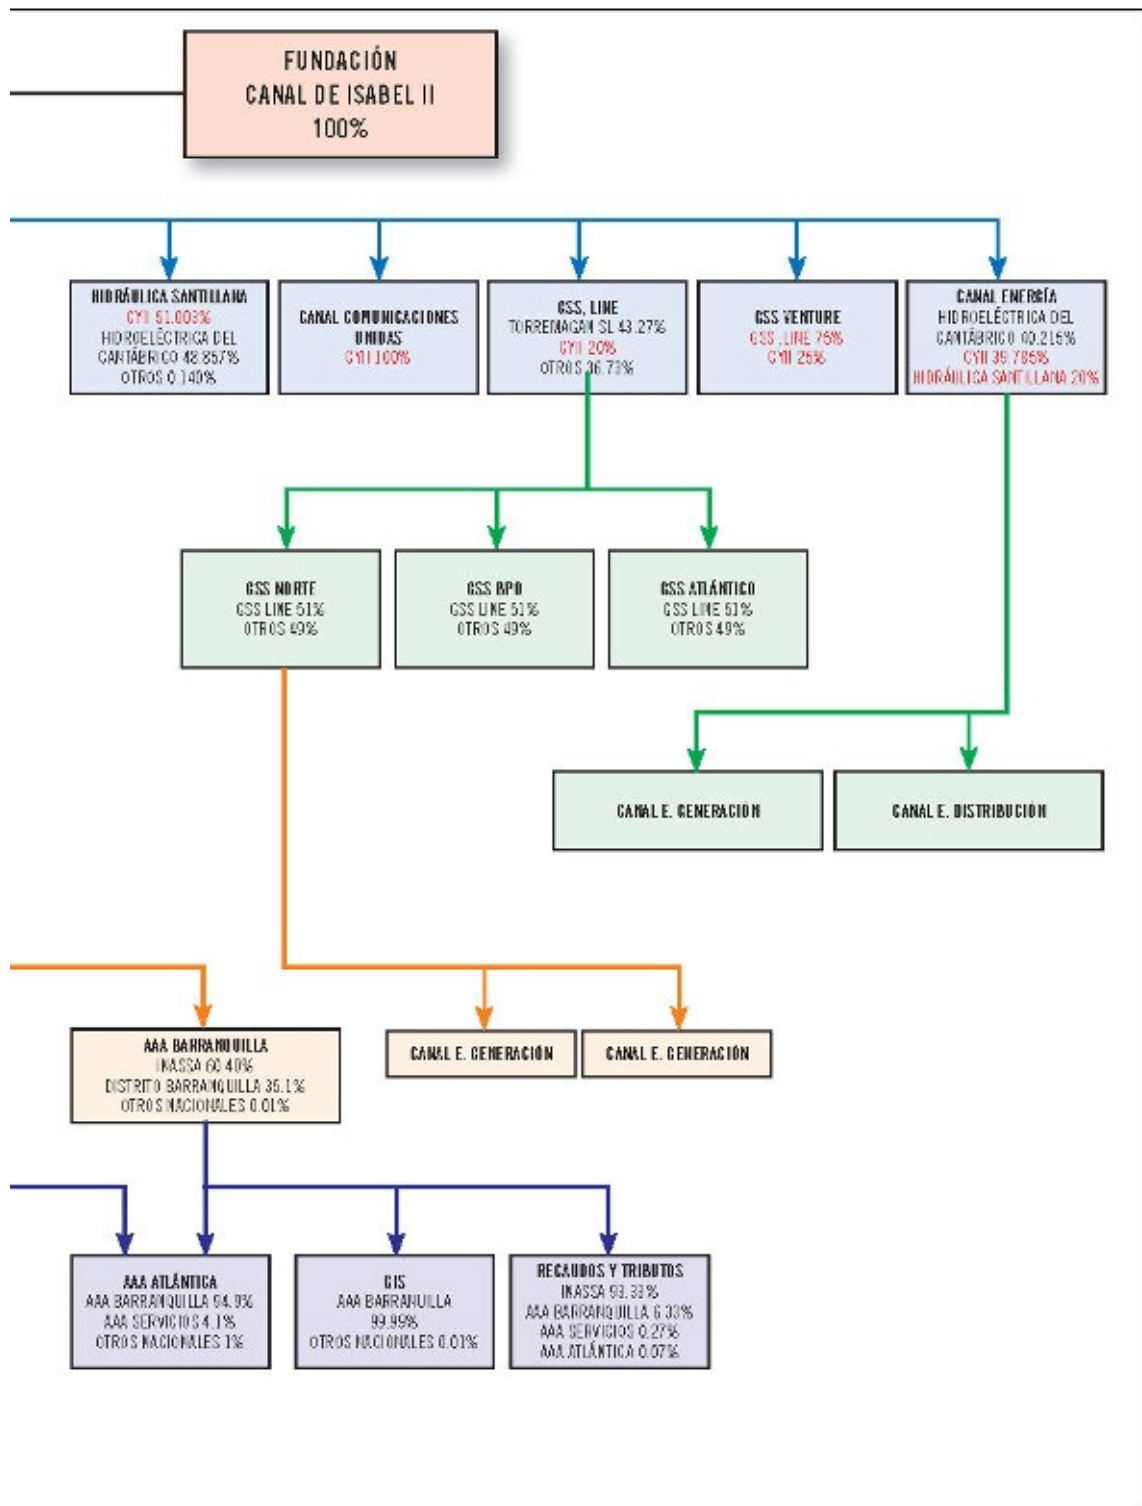 FUNDACIÓN
CANAL DE ISABEL II
100%
HIDRÁULICA SANTILLANA
CYII 51.003%
HIDROELÉCTRICA DEL
CANTÁBRICO 48.857%
OTROS 0.140%
CANAL COMUNICACIONES
UNIDAS
CYII 100%
GSS, LINE
TORREMAGAN SL 43.27%
CYII 20%
OTROS 36.73%
GSS VENTURE
GSS .LINE 75%
CYII 25%
CANAL ENERGÍA
HIDROELÉCTRICA DEL
CANTÁBRICO 40.215%
CYII 39.785%
HIDRÁULICA SANTILLANA 20%
GSS NORTE
GSS LINE 51%
OTROS 49%
GSS BPO
GSS LINE 51%
OTROS 49%
GSS ATLÁNTICO
GSS LINE 51%
OTROS 49%
CANAL E. GENERACIÓN
CANAL E. DISTRIBUCIÓN
AAA BARRANQUILLA
INASSA 60.40%
DISTRITO BARRANQUILLA 35.1%
OTROS NACIONALES 0.01%
CANAL E. GENERACIÓN
CANAL E. GENERACIÓN
AAA ATLÁNTICA
AAA BARRANQUILLA 94.9%
AAA SERVICIOS 4.1%
OTROS NACIONALES 1%
GIS
AAA BARRANUILLA
99.99%
OTROS NACIONALES 0.01%
RECAUDOS Y TRIBUTOS
INASSA 93.33%
AAA BARRANQUILLA 6.33%
AAA SERVICIOS 0.27%
AAA ATLÁNTICA 0.07%